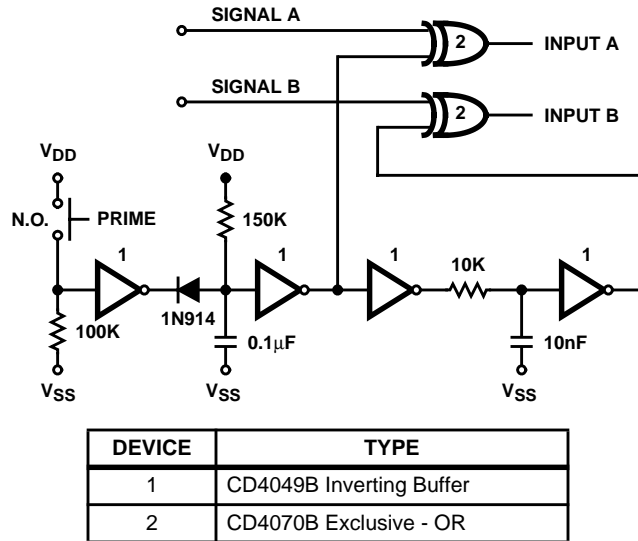 SIGNAL A
2
INPUT A
SIGNAL B
2
INPUT B
VDD
VDD
N.O.
PRIME
150K
1
1
1
10K
1
1N914
100K
0.1µF
10nF
VSS
VSS
VSS
DEVICE TYPE
1 CD4049B Inverting Buffer
2 CD4070B Exclusive - OR